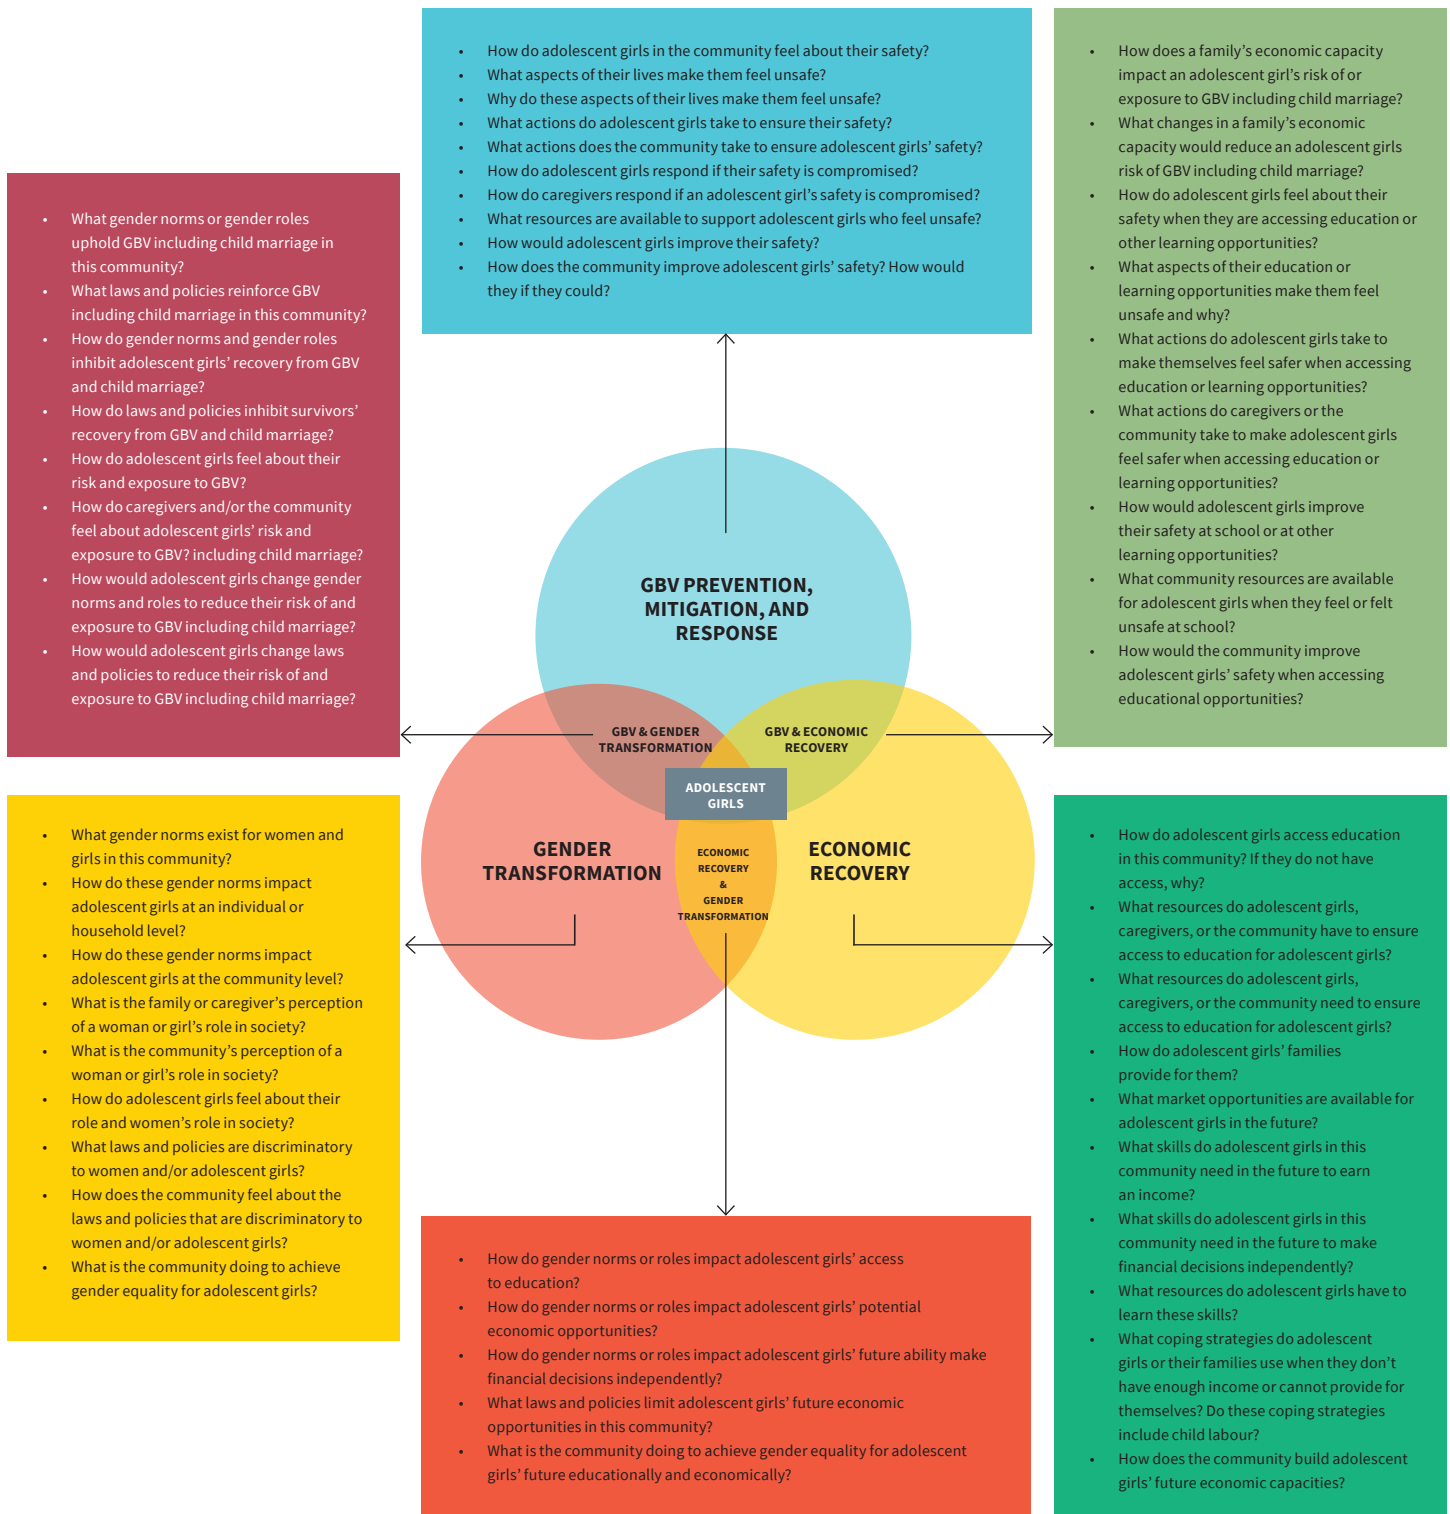 • How do adolescent girls in the community feel about their safety?
• What aspects of their lives make them feel unsafe?
• Why do these aspects of their lives make them feel unsafe?
• What actions do adolescent girls take to ensure their safety?
• What actions does the community take to ensure adolescent girls' safety?
• How do adolescent girls respond if their safety is compromised?
• How do caregivers respond if an adolescent girl's safety is compromised?
• What resources are available to support adolescent girls who feel unsafe?
• How would adolescent girls improve their safety?
• How does the community improve adolescent girls' safety? How would
they if they could?
• How does a family's economic capacity
impact an adolescent girl's risk of or
exposure to GBV including child marriage?
• What changes in a family's economic
capacity would reduce an adolescent girls
risk of GBV including child marriage?
• How do adolescent girls feel about their
safety when they are accessing education or
other learning opportunities?
• What aspects of their education or
learning opportunities make them feel
unsafe and why?
• What actions do adolescent girls take to
make themselves feel safer when accessing
education or learning opportunities?
• What actions do caregivers or the
community take to make adolescent girls
feel safer when accessing education or
learning opportunities?
• How would adolescent girls improve
their safety at school or at other
learning opportunities?
• What community resources are available
for adolescent girls when they feel or felt
unsafe at school?
• How would the community improve
adolescent girls' safety when accessing
educational opportunities?
• What gender norms or gender roles
uphold GBV including child marriage in
this community?
• What laws and policies reinforce GBV
including child marriage in this community?
• How do gender norms and gender roles
inhibit adolescent girls' recovery from GBV
and child marriage?
• How do laws and policies inhibit survivors'
recovery from GBV and child marriage?
• How do adolescent girls feel about their
risk and exposure to GBV?
• How do caregivers and/or the community
feel about adolescent girls' risk and
exposure to GBV? including child marriage?
• How would adolescent girls change gender
norms and roles to reduce their risk of and
exposure to GBV including child marriage?
• How would adolescent girls change laws
and policies to reduce their risk of and
exposure to GBV including child marriage?
GBV PREVENTION,
MITIGATION, AND
RESPONSE
GBV & GENDER
TRANSFORMATION
GBV & ECONOMIC
RECOVERY
ADOLESCENT
GIRLS
GENDER
TRANSFORMATION
ECONOMIC
RECOVERY
&
GENDER
TRANSFORMATION
ECONOMIC
RECOVERY
• What gender norms exist for women and
girls in this community?
• How do these gender norms impact
adolescent girls at an individual or
household level?
• How do these gender norms impact
adolescent girls at the community level?
• What is the family or caregiver's perception
of a woman or girl's role in society?
• What is the community's perception of a
woman or girl's role in society?
• How do adolescent girls feel about their
role and women's role in society?
• What laws and policies are discriminatory
to women and/or adolescent girls?
• How does the community feel about the
laws and policies that are discriminatory to
women and/or adolescent girls?
• What is the community doing to achieve
gender equality for adolescent girls?
• How do adolescent girls access education
in this community? If they do not have
access, why?
• What resources do adolescent girls,
caregivers, or the community have to ensure
access to education for adolescent girls?
• What resources do adolescent girls,
caregivers, or the community need to ensure
access to education for adolescent girls?
• How do adolescent girls' families
provide for them?
• What market opportunities are available for
adolescent girls in the future?
• What skills do adolescent girls in this
community need in the future to earn
an income?
• What skills do adolescent girls in this
community need in the future to make
financial decisions independently?
• What resources do adolescent girls have to
learn these skills?
• What coping strategies do adolescent
girls or their families use when they don't
have enough income or cannot provide for
themselves? Do these coping strategies
include child labour?
• How does the community build adolescent
girls' future economic capacities?
• How do gender norms or roles impact adolescent girls' access
to education?
• How do gender norms or roles impact adolescent girls' potential
economic opportunities?
• How do gender norms or roles impact adolescent girls' future ability make
financial decisions independently?
• What laws and policies limit adolescent girls' future economic
opportunities in this community?
• What is the community doing to achieve gender equality for adolescent
girls' future educationally and economically?